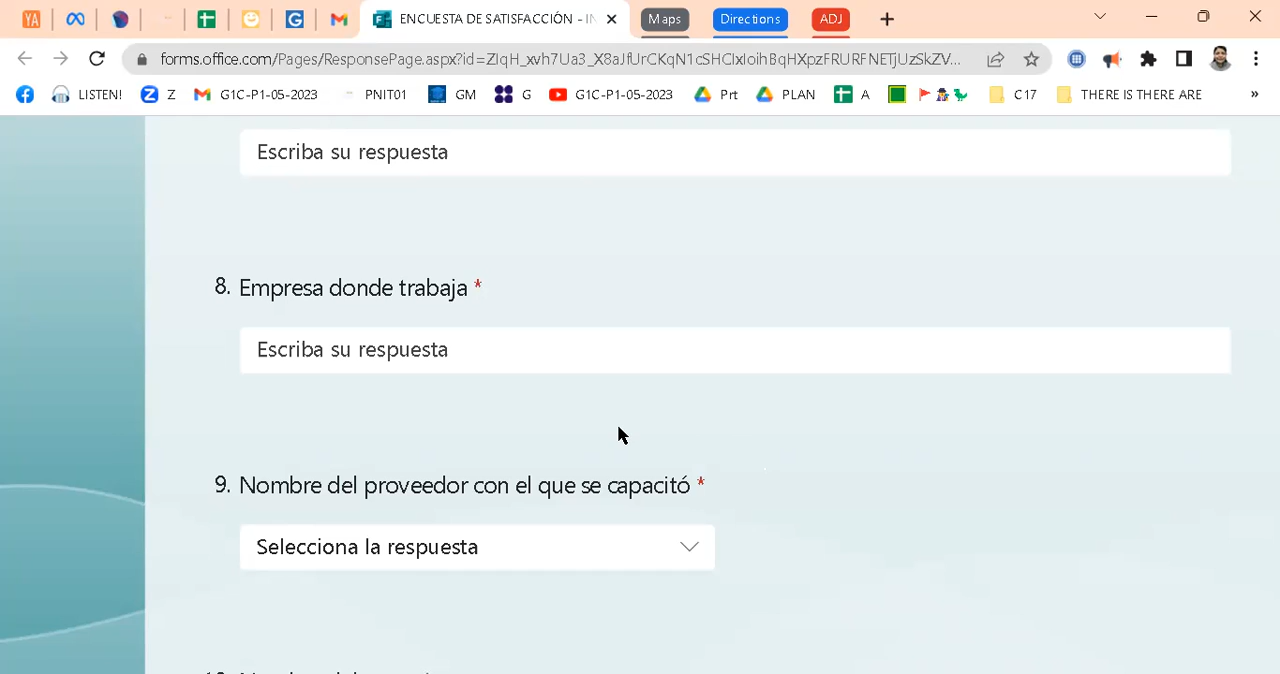 YA
ENCUESTA DE SATISFACCIÓN - IN
Maps
Directions
ADJ
forms.office.com/Pages/ResponsePage.aspx?id=ZIqH_xvh7Ua3_X8aJfUrCKqN1cSHCIxIoihBqHXpzFRURFNETjUzSkZV...
LISTEN!
Z
G1C-P1-05-2023
PNIT01
GM
G
G1C-P1-05-2023
Prt
PLAN
A
C17
THERE IS THERE ARE
»
Escriba su respuesta
8. Empresa donde trabaja *
Escriba su respuesta
9. Nombre del proveedor con el que se capacitó *
Selecciona la respuesta